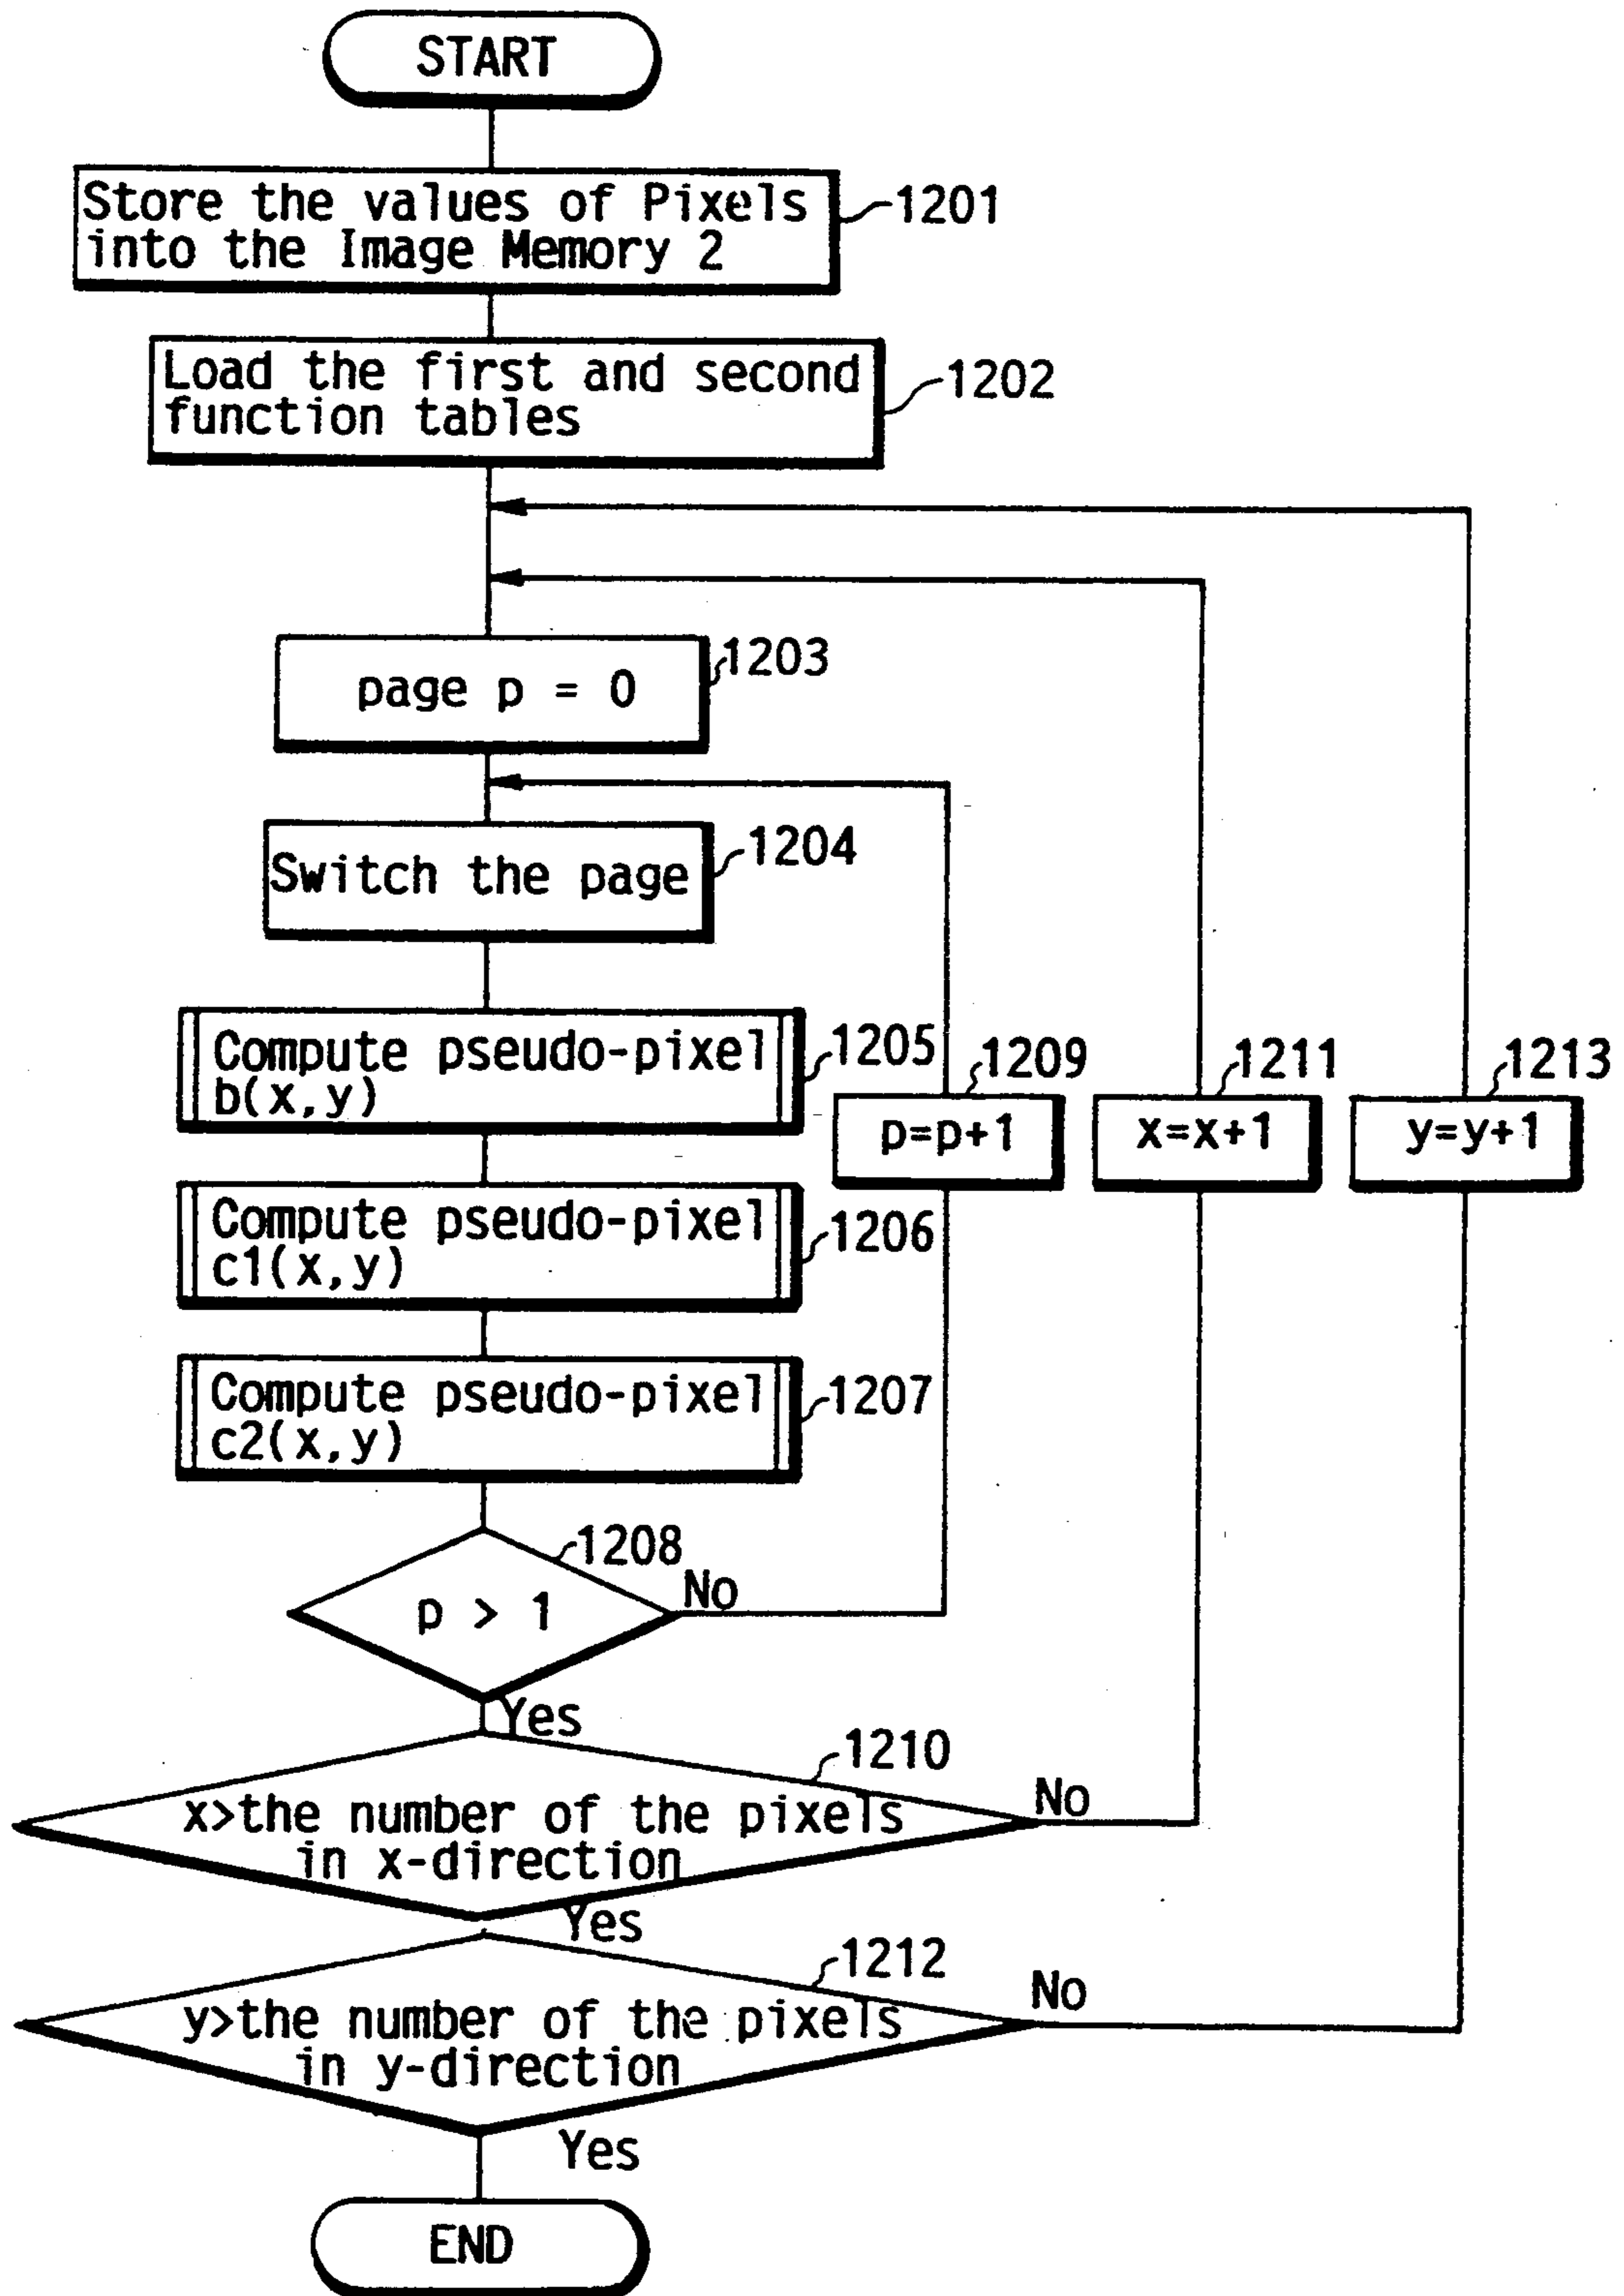 START
Store the values of Pixels
into the Image Memory 2
1201
Load the first and second
function tables
1202
page p = 0
1203
Switch the page
1204
Compute pseudo-pixel
b(x,y)
1205
1209
p=p+1
1211
x=x+1
1213
y=y+1
Compute pseudo-pixel
c1(x,y)
1206
Compute pseudo-pixel
c2(x,y)
1207
1208
p > 1
No
Yes
1210
x>the number of the pixels
in x-direction
No
Yes
1212
y>the number of the pixels
in y-direction
No
Yes
END